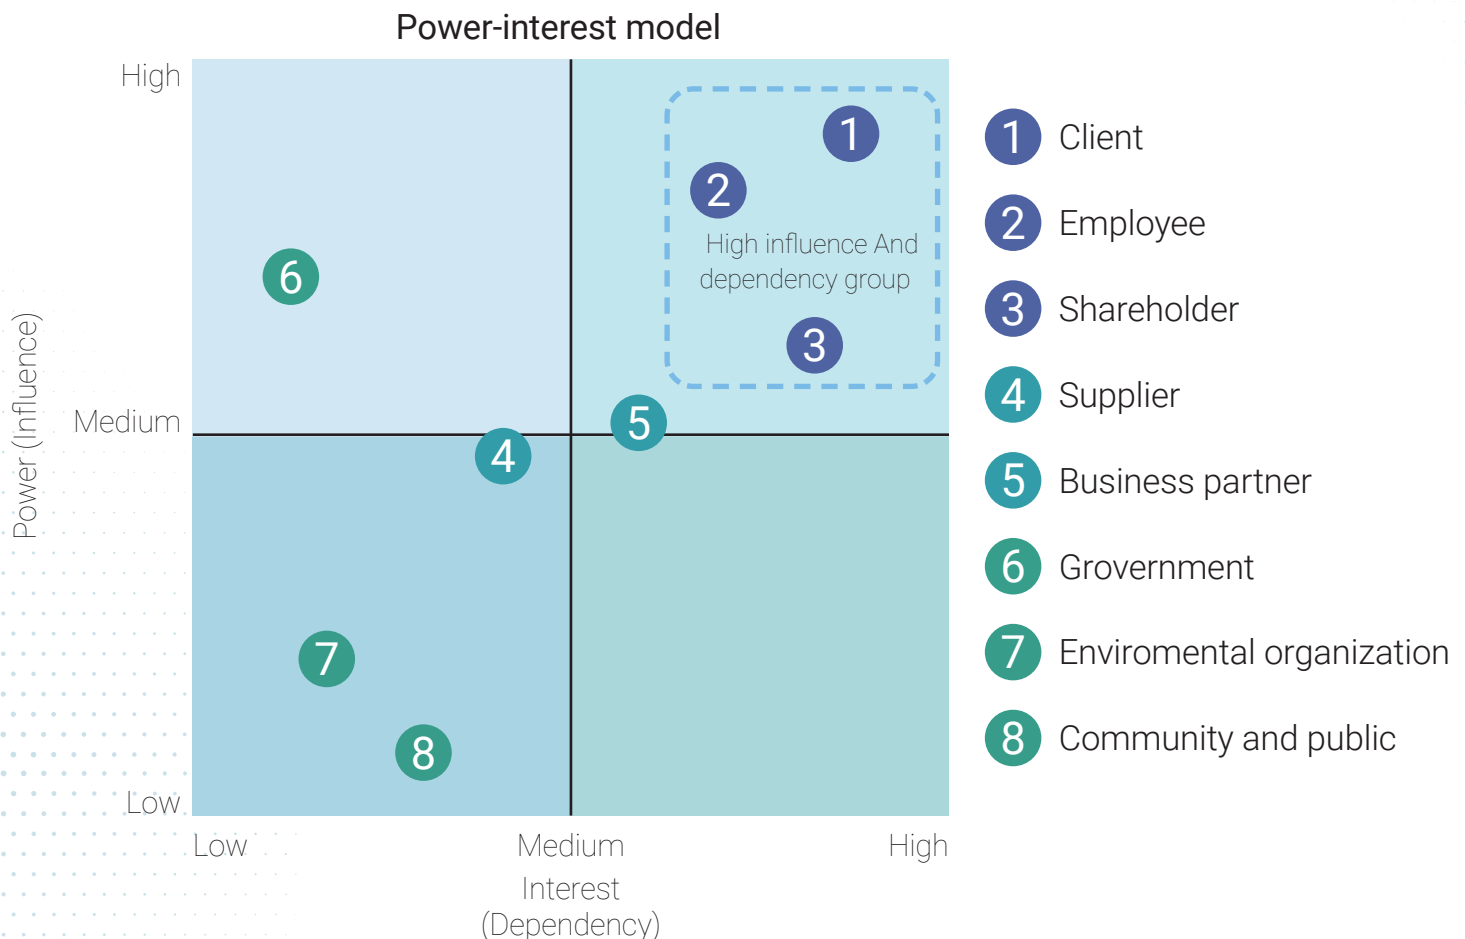 Power-interest model
High
Medium
Low
Power (Influence)
1
2
High influence And
dependency group
3
4
5
6
7
8
Low
Medium
High
Interest
(Dependency)
1 Client
2 Employee
3 Shareholder
4 Supplier
5 Business partner
6 Grovernment
7 Enviromental organization
8 Community and public